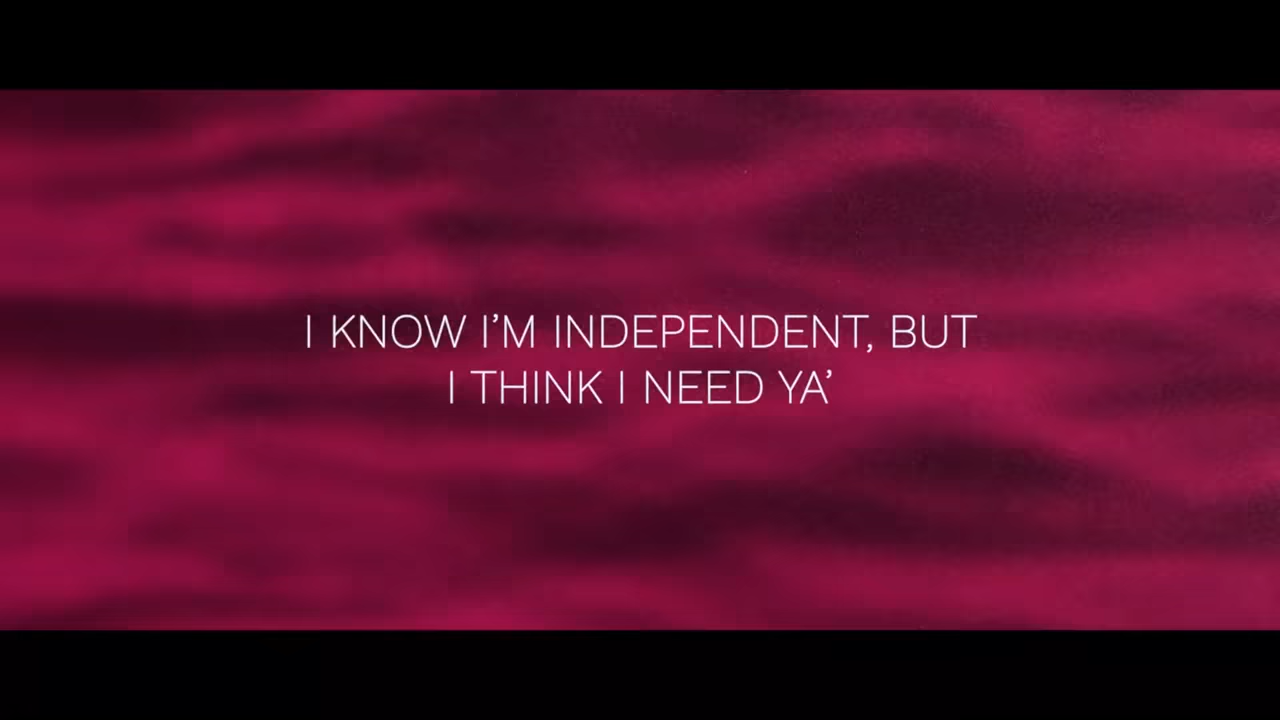 I KNOW I’M INDEPENDENT, BUT
I THINK I NEED YA’